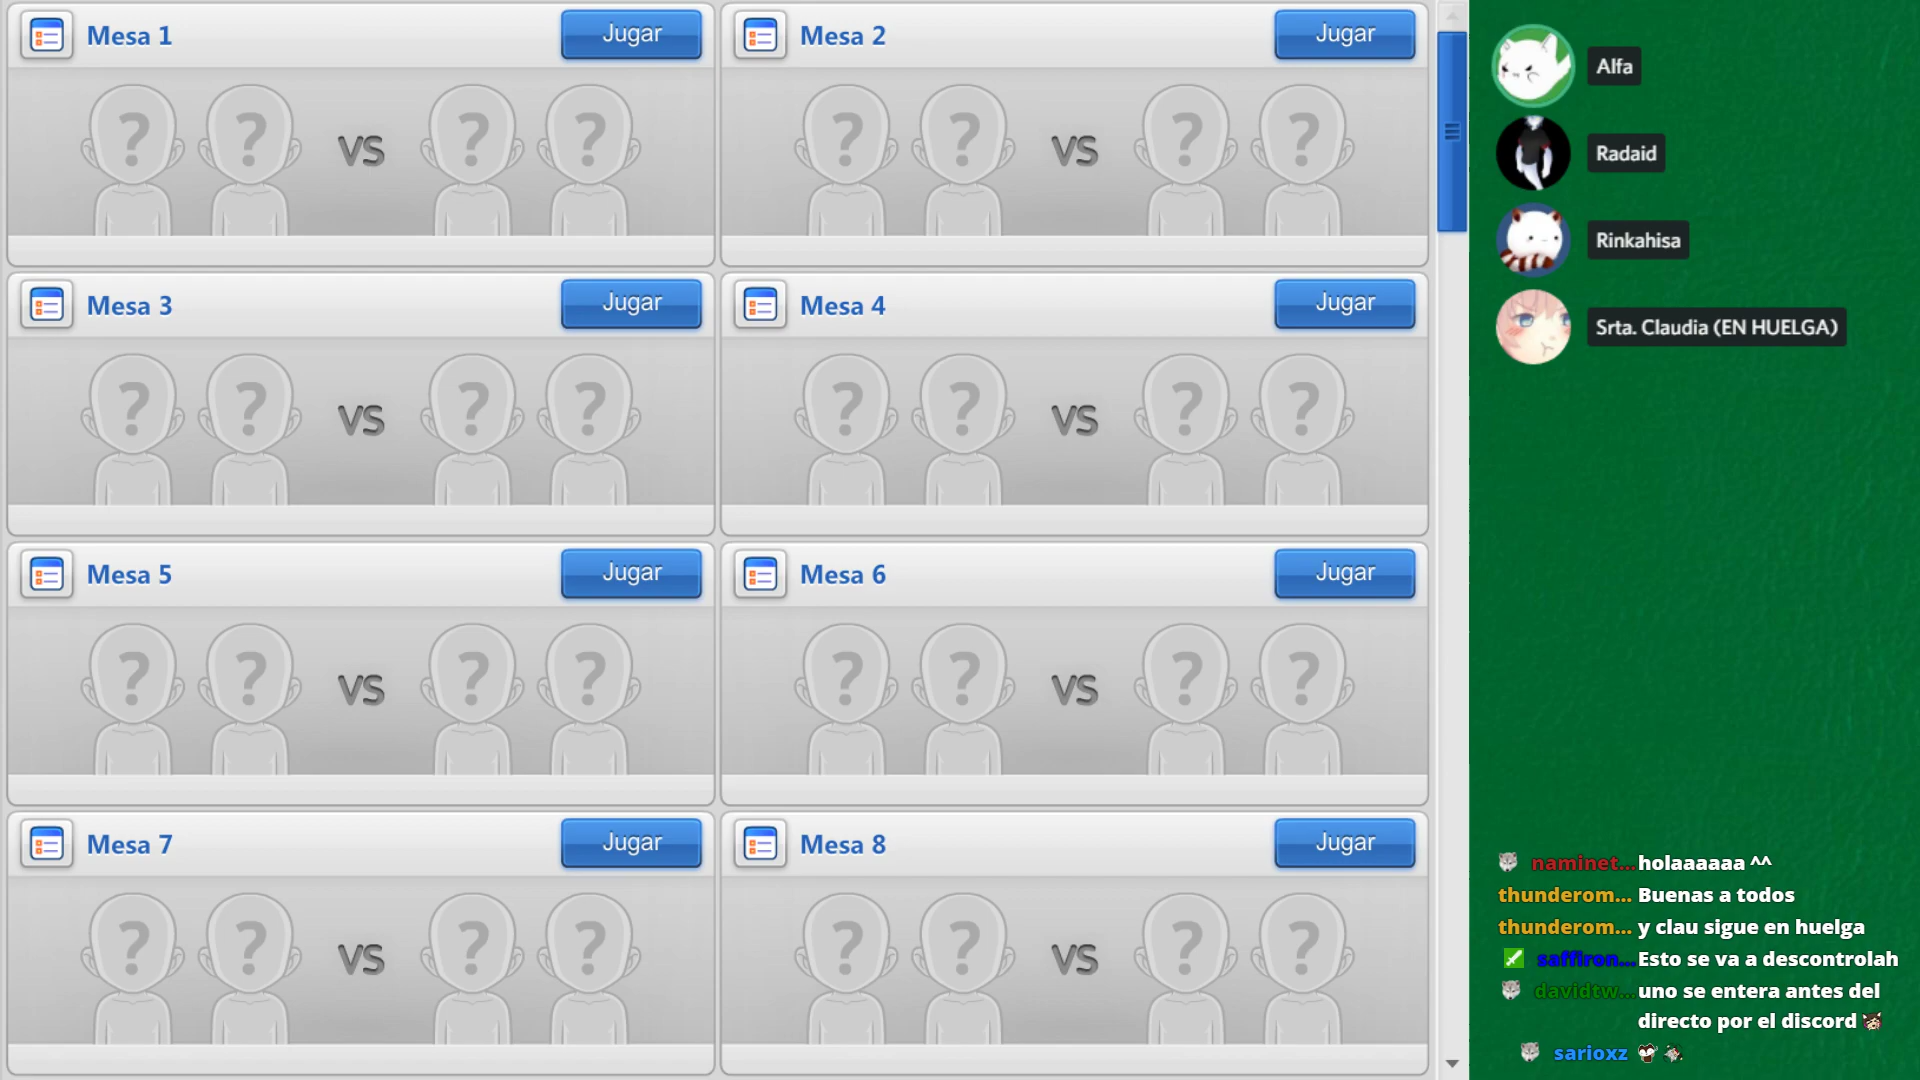 Mesa 1 Jugar
Mesa 2 Jugar
? ? VS ? ?
? ? VS ? ?
Mesa 3 Jugar
Mesa 4 Jugar
? ? VS ? ?
? ? VS ? ?
Mesa 5 Jugar
Mesa 6 Jugar
? ? VS ? ?
? ? VS ? ?
Mesa 7 Jugar
Mesa 8 Jugar
? ? VS ? ?
? ? VS ? ?
Alfa
Radaid
Rinkahisa
Srta. Claudia (EN HUELGA)
naminet... holaaaaaa ^^
thunderom... Buenas a todos
thunderom... y clau sigue en huelga
saffiron... Esto se va a descontrolah
davidtw... uno se entera antes del
directo por el discord
sarioxz